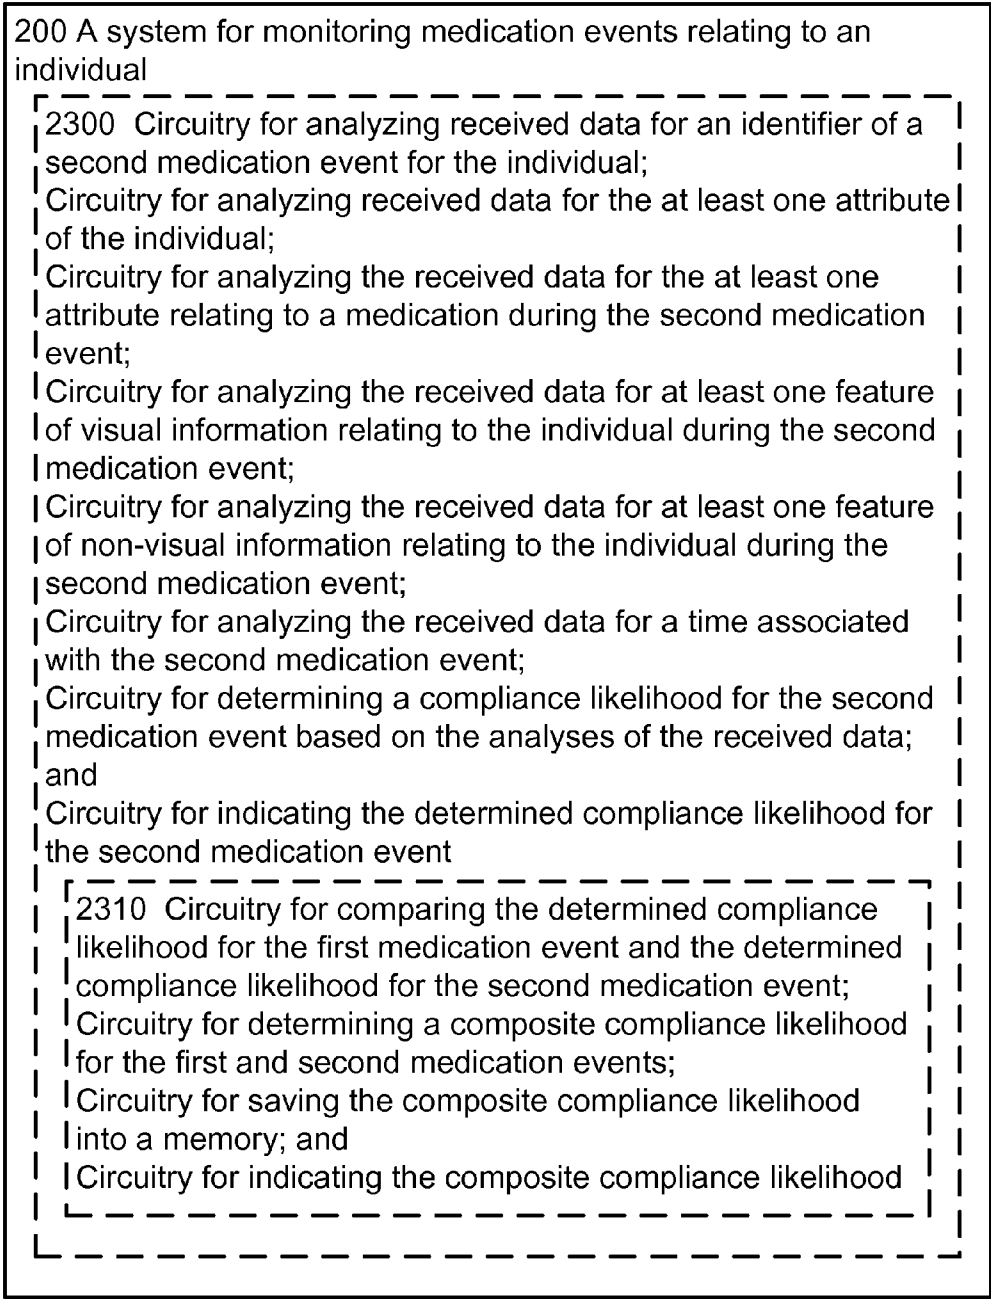 200 A system for monitoring medication events relating to an
individual
2300  Circuitry for analyzing received data for an identifier of a
second medication event for the individual;
Circuitry for analyzing received data for the at least one attribute
of the individual;
Circuitry for analyzing the received data for the at least one
attribute relating to a medication during the second medication
event;
Circuitry for analyzing the received data for at least one feature
of visual information relating to the individual during the second
medication event;
Circuitry for analyzing the received data for at least one feature
of non-visual information relating to the individual during the
second medication event;
Circuitry for analyzing the received data for a time associated
with the second medication event;
Circuitry for determining a compliance likelihood for the second
medication event based on the analyses of the received data;
and
Circuitry for indicating the determined compliance likelihood for
the second medication event
2310  Circuitry for comparing the determined compliance
likelihood for the first medication event and the determined
compliance likelihood for the second medication event;
Circuitry for determining a composite compliance likelihood
for the first and second medication events;
Circuitry for saving the composite compliance likelihood
into a memory; and
Circuitry for indicating the composite compliance likelihood